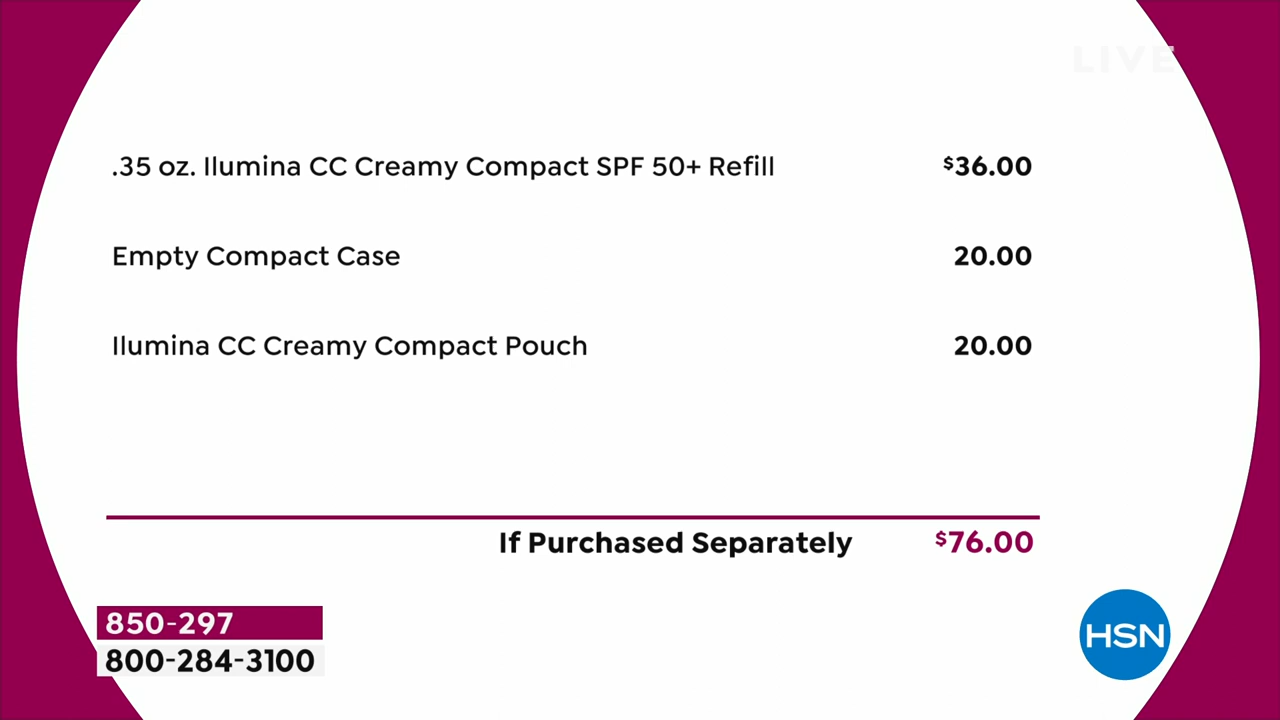 LIVE
.35 oz. Ilumina CC Creamy Compact SPF 50+ Refill $36.00
Empty Compact Case 20.00
Ilumina CC Creamy Compact Pouch 20.00
If Purchased Separately $76.00
850-297
800-284-3100
HSN